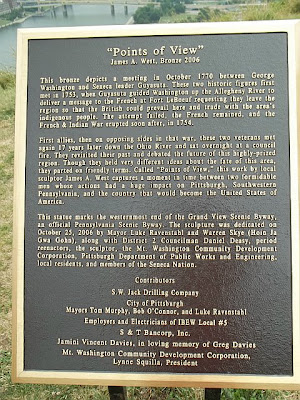 "Points of View"
James A. West, Bronze 2006
This bronze depicts a meeting in October 1770 between George
Washington and Seneca leader Guyasuta. These two historic figures first
met in 1753, when Guyasuta guided Washington up the Allegheny River to
deliver a message to the French at Fort LeBoeuf requesting they leave the
region so that the British could prevail here and trade with the area's
indigenous people. The attempt failed, the French remained, and the
French & Indian War erupted soon after, in 1754.
First allies, then on opposing sides in that war, these two veterans met
again 17 years later down the Ohio River and sat overnight at a council
fire. They revisited their past and debated the future of this highly-prized
region. Though they held very different ideas about the fate of this area,
they parted on friendly terms. Called "Points of View," this work by local
sculptor James A. West captures a moment in time between two formidable
men whose actions had a huge impact on Pittsburgh, Southwestern
Pennsylvania, and the country that would become the United States of
America.
This statue marks the westernmost end of the Grand View Scenic Byway,
an official Pennsylvania Scenic Byway. The sculpture was dedicated on
October 25, 2006 by Mayor Luke Ravenstahl and Warren Skye (Hoin Ja
Gwa Gohn), along with District 2 Councilman Daniel Deasy, period
reenactors, the sculptor, the Mt. Washington Community Development
Corporation, Pittsburgh Department of Public Works and Engineering,
local residents, and members of the Seneca Nation.
Contributors
S.W. Jack Drilling Company
City of Pittsburgh
Mayors Tom Murphy, Bob O'Connor, and Luke Ravenstahl
Employers and Electricians of IBEW Local #5
S & T Bancorp, Inc.
Jamini Vincent Davies, in loving memory of Greg Davies
Mt. Washington Community Development Corporation,
Lynne Squilla, President